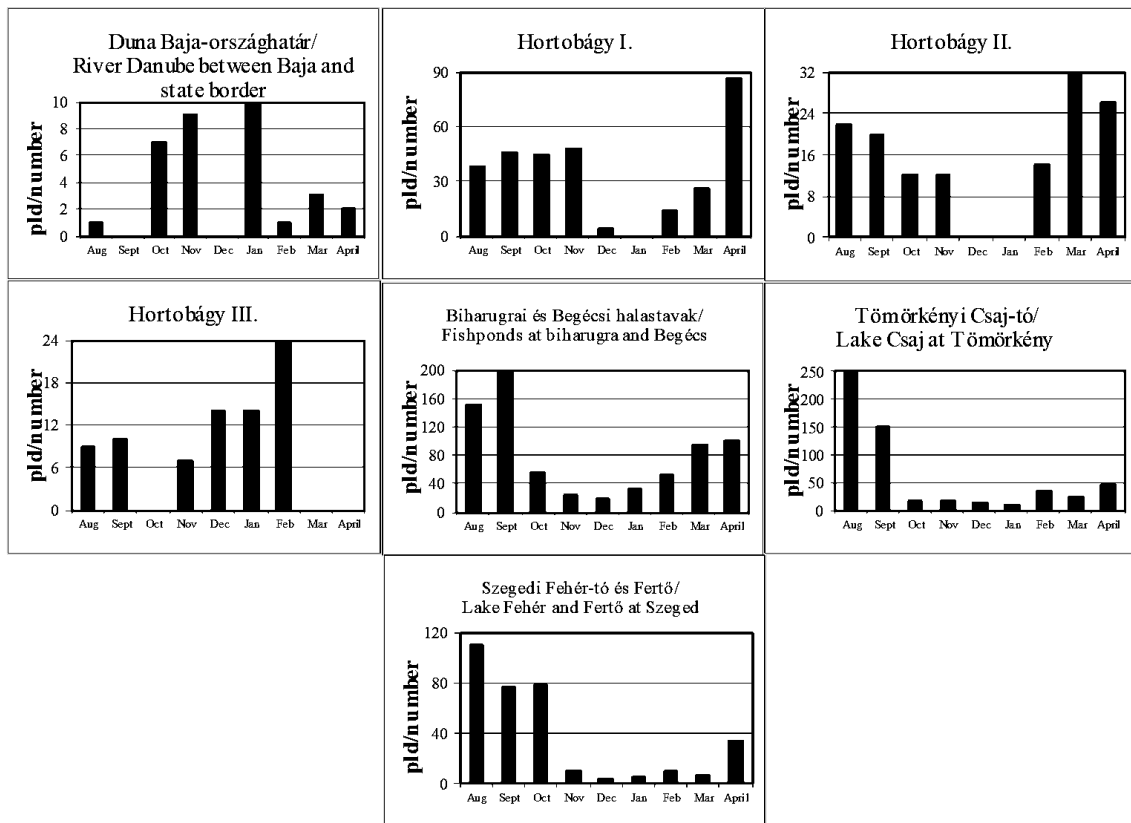 Duna Baja-országhatár/
River Danube between Baja and
state border
pld/number
10
8
6
4
2
0
Aug Sept Oct Nov Dec Jan Feb Mar April
Hortobágy I.
pld/number
90
60
30
0
Aug Sept Oct Nov Dec Jan Feb Mar April
Hortobágy II.
pld/number
32
24
16
8
0
Aug Sept Oct Nov Dec Jan Feb Mar April
Hortobágy III.
pld/number
24
18
12
6
0
Aug Sept Oct Nov Dec Jan Feb Mar April
Biharugrai és Begécsi halastavak/
Fishponds at biharugra and Begécs
pld/number
200
160
120
80
40
0
Aug Sept Oct Nov Dec Jan Feb Mar April
Tömörkényi Csaj-tó/
Lake Csaj at Tömörkény
pld/number
250
200
150
100
50
0
Aug Sept Oct Nov Dec Jan Feb Mar April
Szegedi Fehér-tó és Fertő/
Lake Fehér and Fertő at Szeged
pld/number
120
80
40
0
Aug Sept Oct Nov Dec Jan Feb Mar April